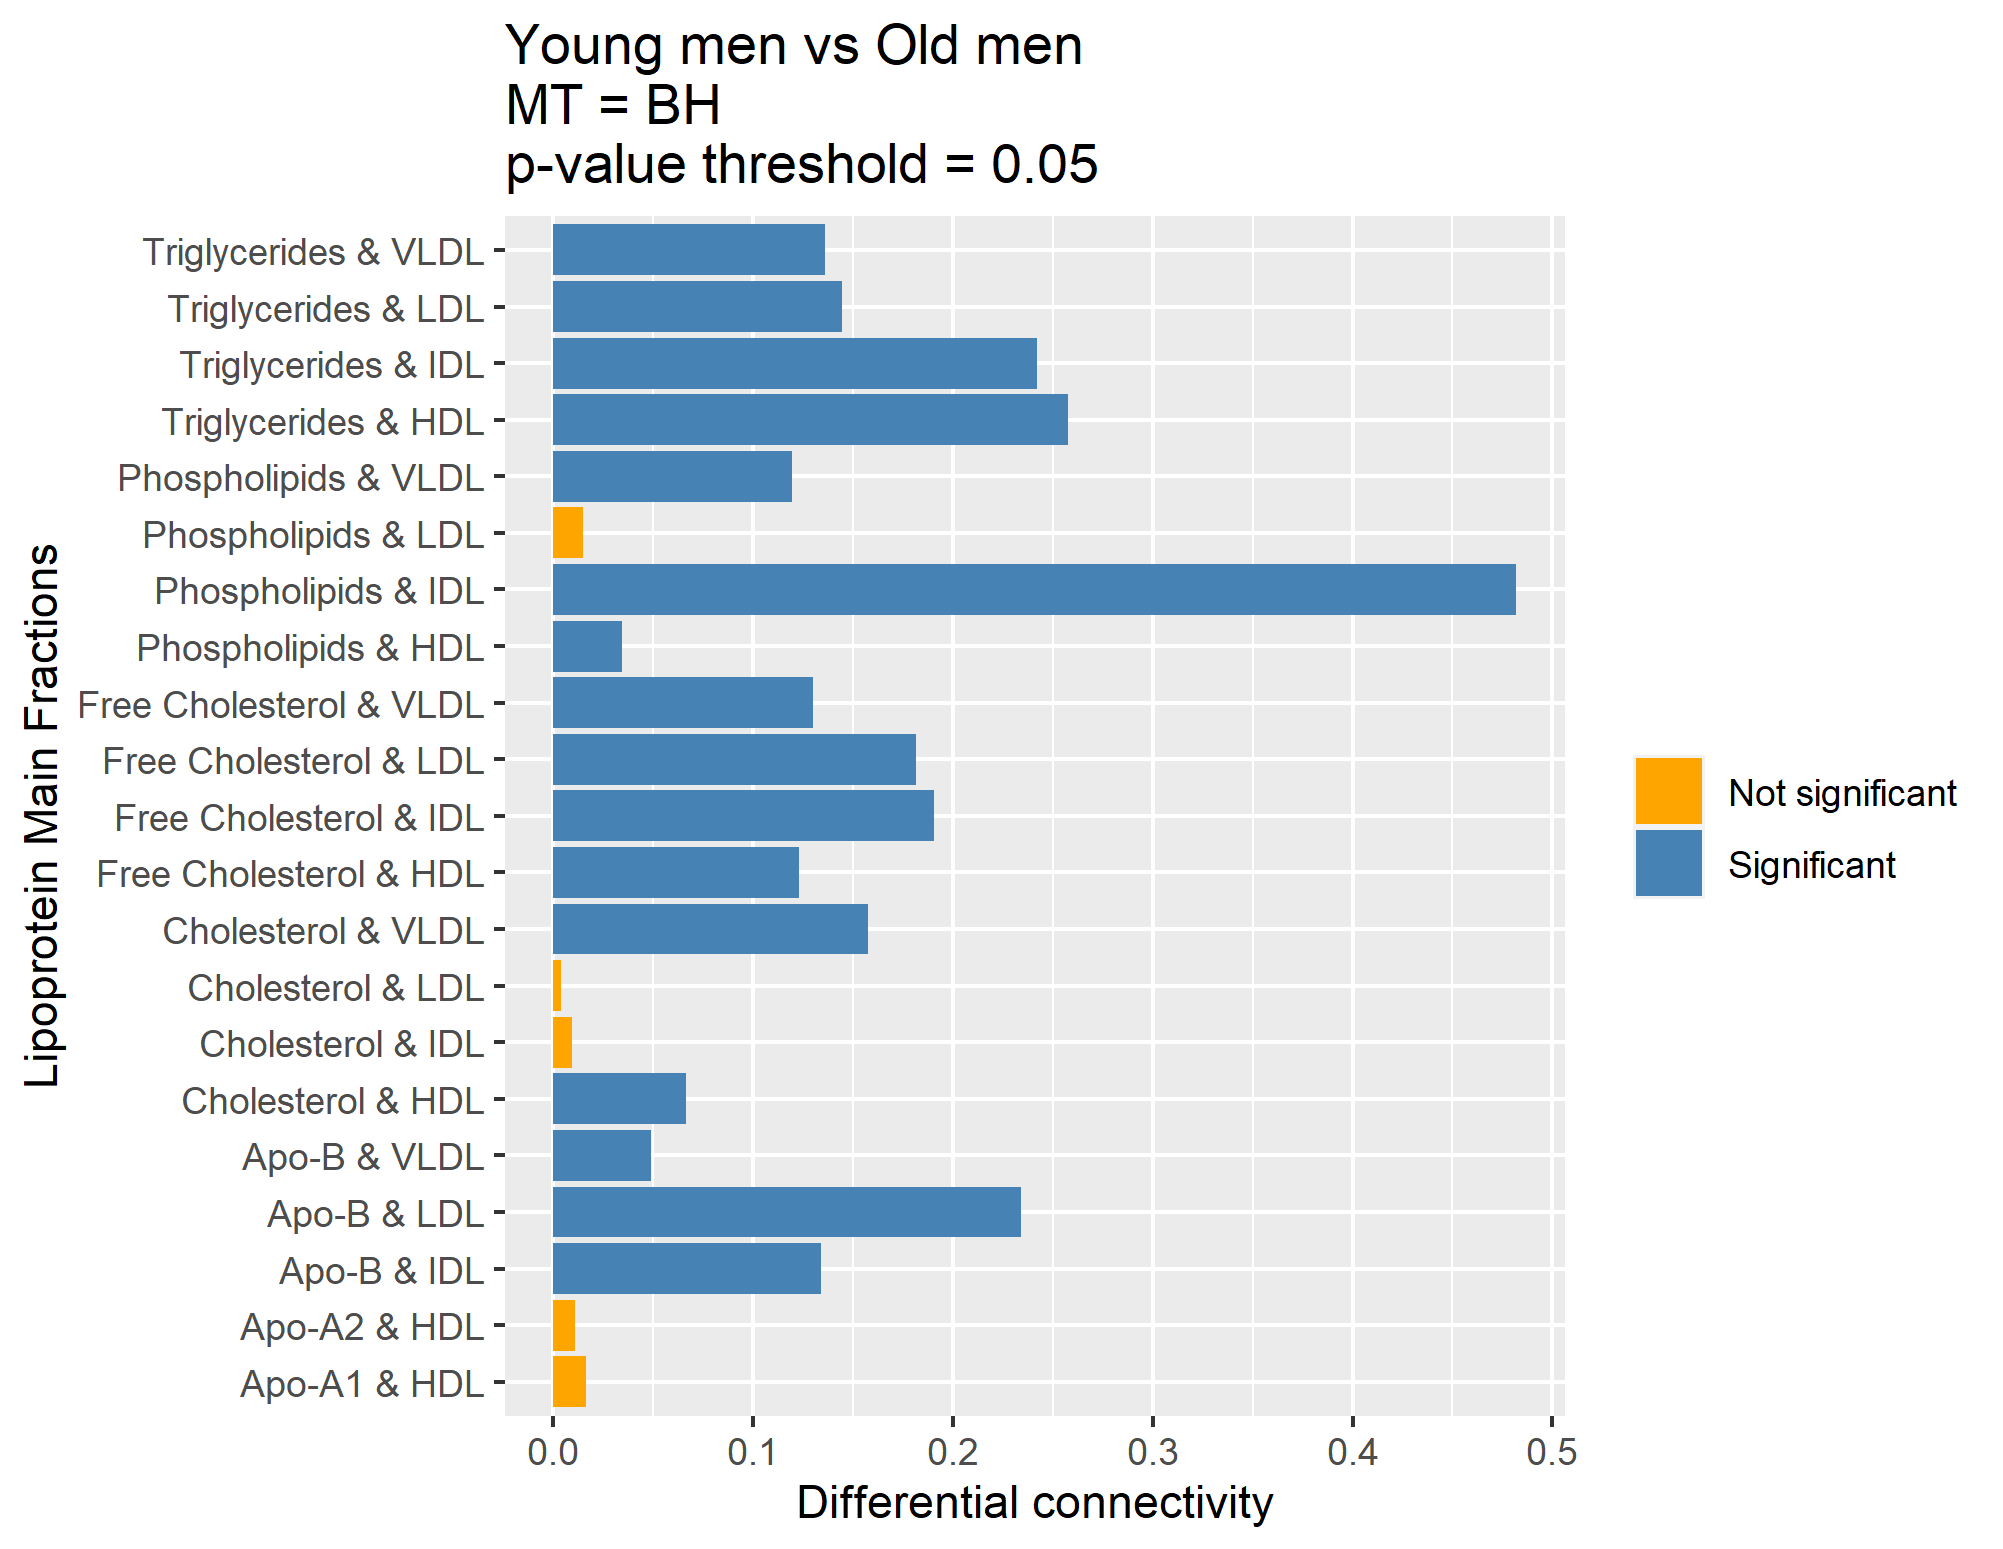 Young men vs Old men
MT = BH
p-value threshold = 0.05
Lipoprotein Main Fractions
Triglycerides & VLDL
Triglycerides & LDL
Triglycerides & IDL
Triglycerides & HDL
Phospholipids & VLDL
Phospholipids & LDL
Phospholipids & IDL
Phospholipids & HDL
Free Cholesterol & VLDL
Free Cholesterol & LDL
Free Cholesterol & IDL
Free Cholesterol & HDL
Cholesterol & VLDL
Cholesterol & LDL
Cholesterol & IDL
Cholesterol & HDL
Apo-B & VLDL
Apo-B & LDL
Apo-B & IDL
Apo-A2 & HDL
Apo-A1 & HDL
0.0 0.1 0.2 0.3 0.4 0.5
Differential connectivity
Not significant
Significant